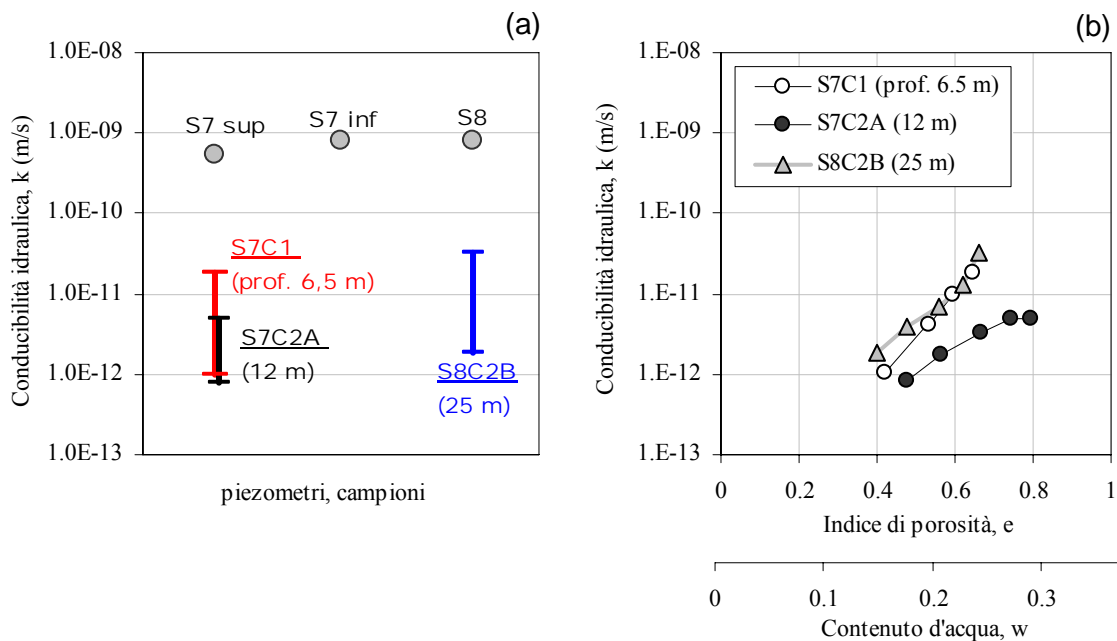 (a)
1.0E-08
1.0E-09
1.0E-10
1.0E-11
1.0E-12
1.0E-13
Conducibilità idraulica, k (m/s)
S7 sup
S7 inf
S8
S7C1
(prof. 6,5 m)
S7C2A
(12 m)
S8C2B
(25 m)
piezometri, campioni
(b)
1.E-08
1.E-09
1.E-10
1.E-11
1.E-12
1.E-13
Conducibilità idraulica, k (m/s)
S7C1 (prof. 6.5 m)
S7C2A (12 m)
S8C2B (25 m)
0 0.2 0.4 0.6 0.8 1
Indice di porosità, e
0 0.1 0.2 0.3
Contenuto d'acqua, w